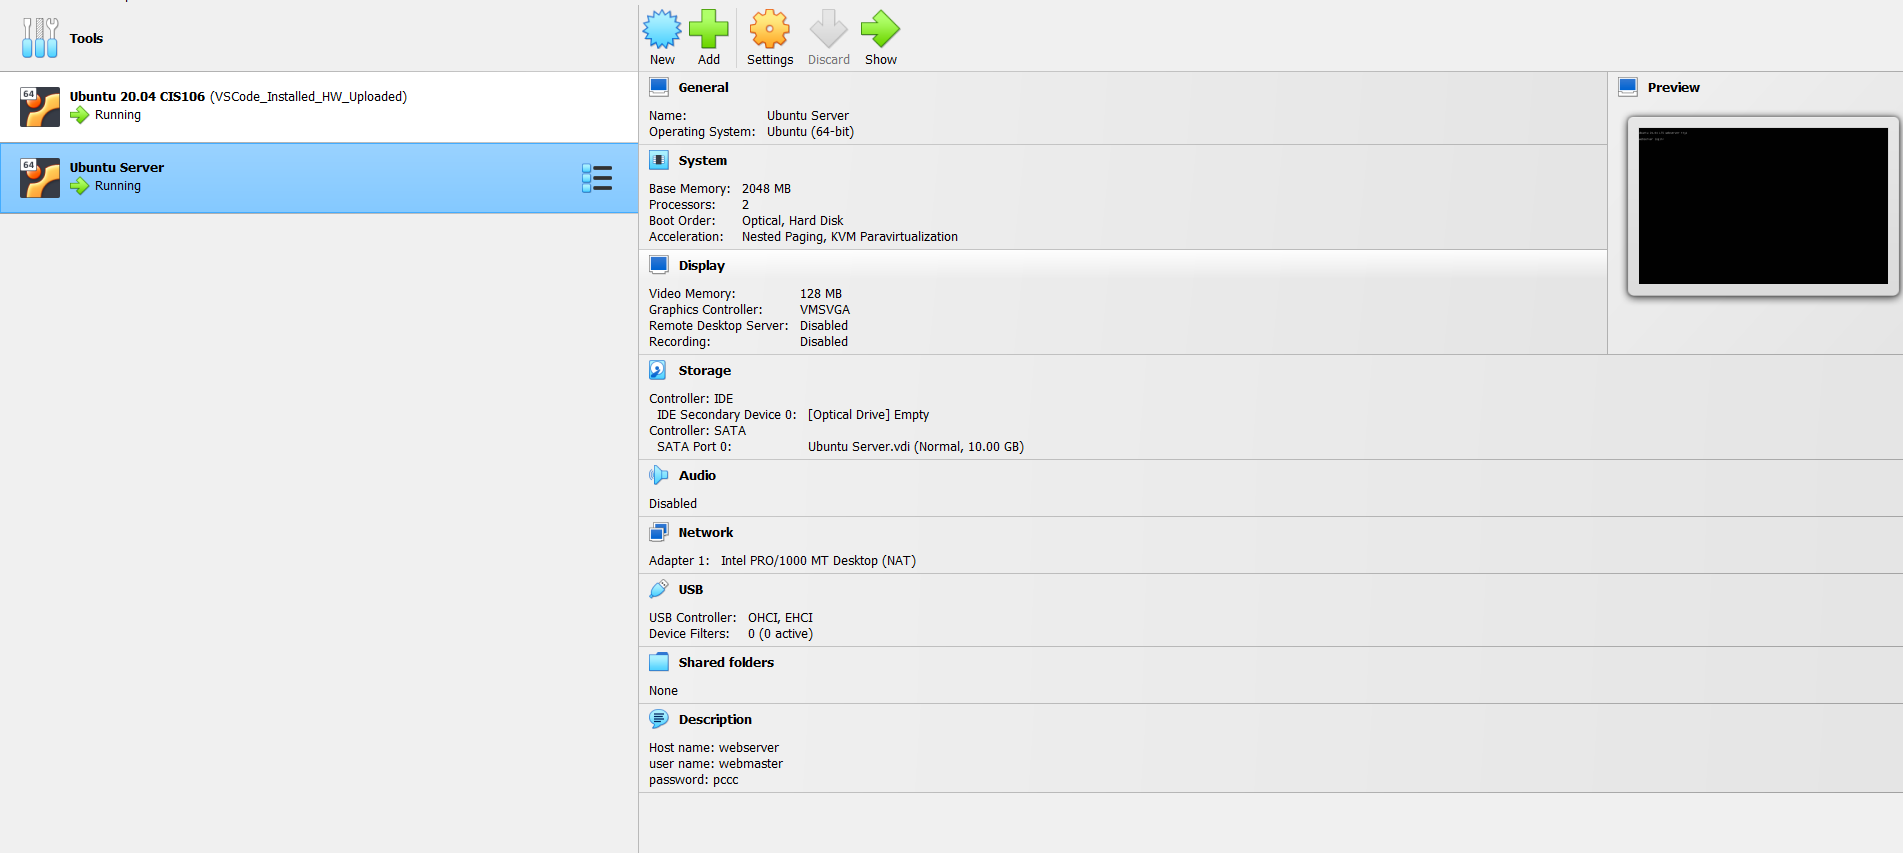 Tools
New Add Settings Discard Show
64
Ubuntu 20.04 CIS106 (VSCode_Installed_HW_Uploaded)
Running
64
Ubuntu Server
Running
General
Name: Ubuntu Server
Operating System: Ubuntu (64-bit)
System
Base Memory: 2048 MB
Processors: 2
Boot Order: Optical, Hard Disk
Acceleration: Nested Paging, KVM Paravirtualization
Display
Video Memory: 128 MB
Graphics Controller: VMSVGA
Remote Desktop Server: Disabled
Recording: Disabled
Storage
Controller: IDE
IDE Secondary Device 0: [Optical Drive] Empty
Controller: SATA
SATA Port 0: Ubuntu Server.vdi (Normal, 10.00 GB)
Audio
Disabled
Network
Adapter 1: Intel PRO/1000 MT Desktop (NAT)
USB
USB Controller: OHCI, EHCI
Device Filters: 0 (0 active)
Shared folders
None
Description
Host name: webserver
user name: webmaster
password: pccc
Preview